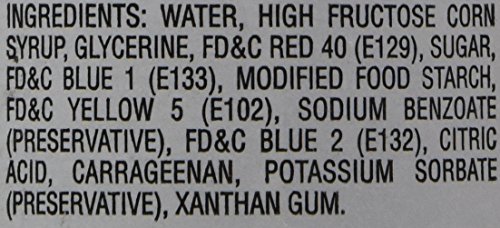 INGREDIENTS: WATER, HIGH FRUCTOSE CORN
SYRUP, GLYCERINE, FD&C RED 40 (E129), SUGAR,
FD&C BLUE 1 (E133), MODIFIED FOOD STARCH,
FD&C YELLOW 5 (E102), SODIUM BENZOATE
(PRESERVATIVE), FD&C BLUE 2 (E132), CITRIC
ACID, CARRAGEENAN, POTASSIUM SORBATE
(PRESERVATIVE), XANTHAN GUM.